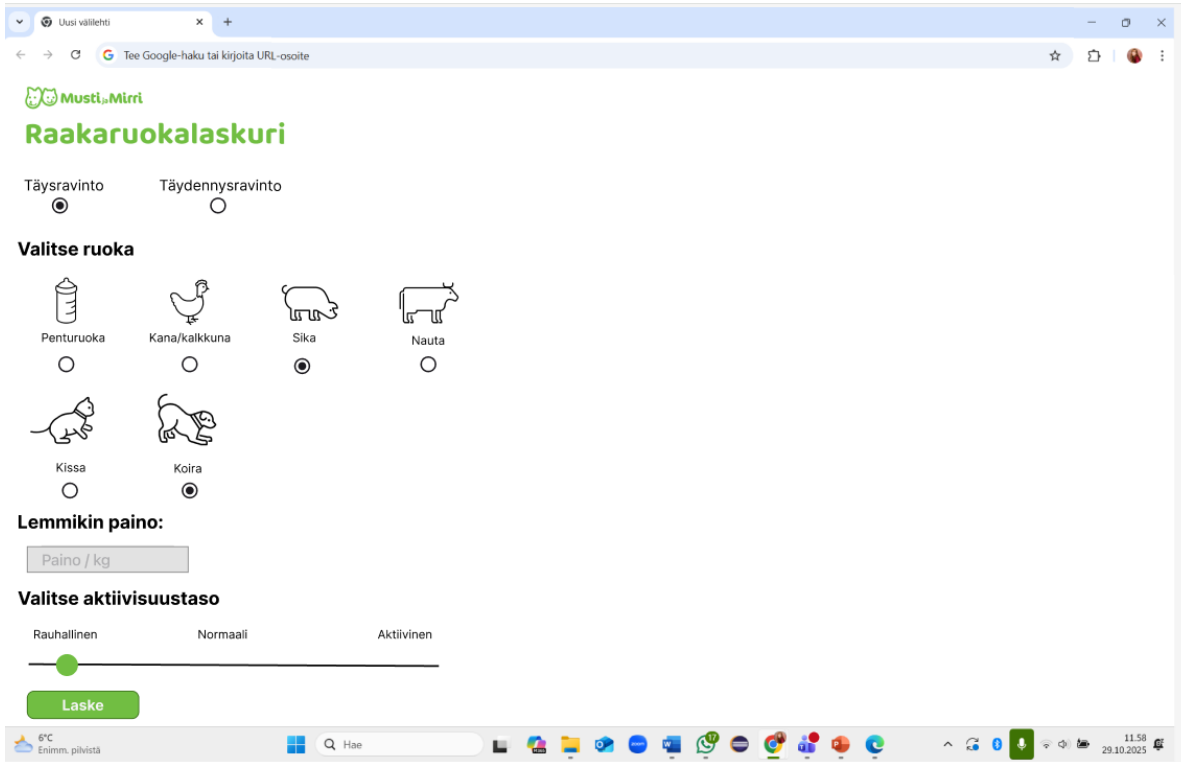 Uusi välilehti
Tee Google-haku tai kirjoita URL-osoite
Musti ja Mirri
Raakaruokalaskuri
Täysravinto Täydennysravinto
Valitse ruoka
Penturuoka Kana/kalkkuna Sika Nauta
Kissa Koira
Lemmikin paino:
Paino / kg
Valitse aktiivisuustaso
Rauhallinen Normaali Aktiivinen
Laske
6°C
Enimm. pilvistä
Hae
17
11.58
29.10.2025